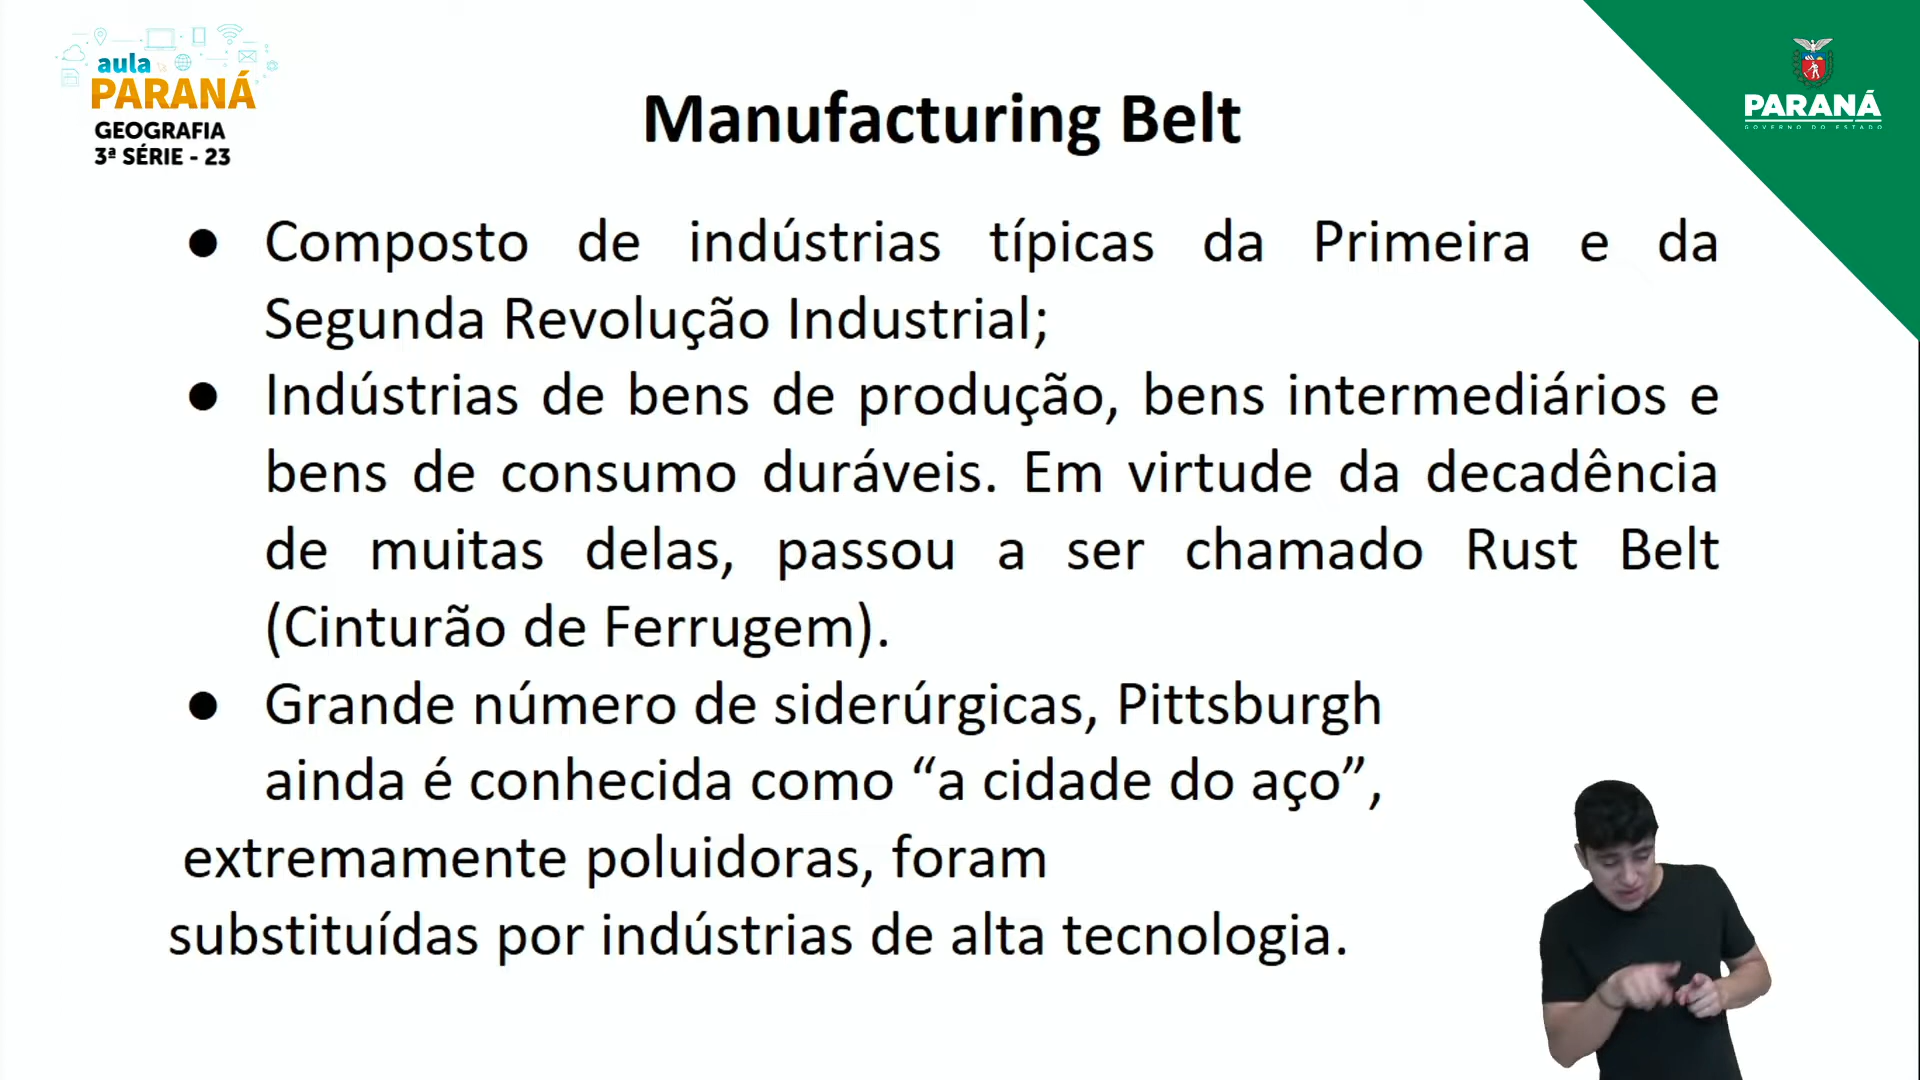 aula
PARANÁ
GEOGRAFIA
3ª SÉRIE - 23
PARANÁ
GOVERNO DO ESTADO
Manufacturing Belt
● Composto de indústrias típicas da Primeira e da
Segunda Revolução Industrial;
● Indústrias de bens de produção, bens intermediários e
bens de consumo duráveis. Em virtude da decadência
de muitas delas, passou a ser chamado Rust Belt
(Cinturão de Ferrugem).
● Grande número de siderúrgicas, Pittsburgh
ainda é conhecida como “a cidade do aço”,
extremamente poluidoras, foram
substituídas por indústrias de alta tecnologia.